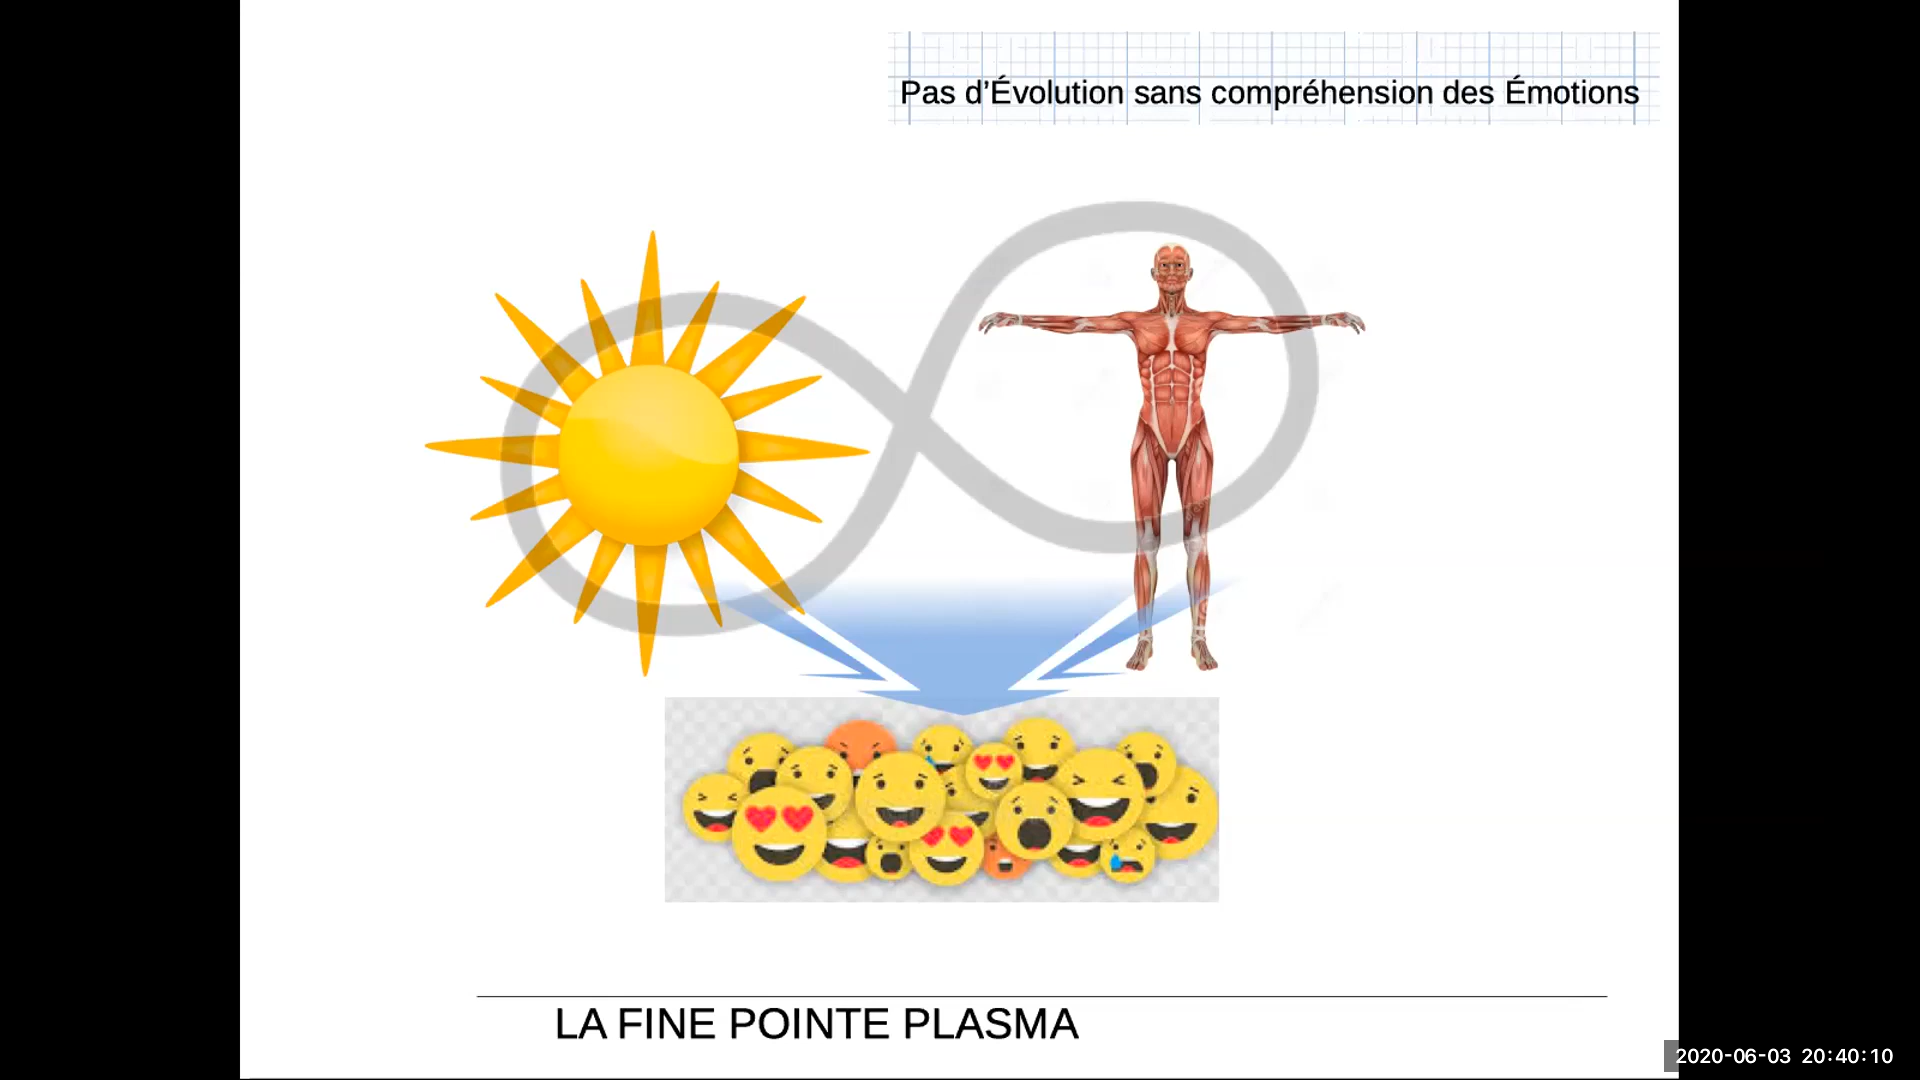 Pas d’Évolution sans compréhension des Émotions
LA FINE POINTE PLASMA
2020-06-03 20:40:10